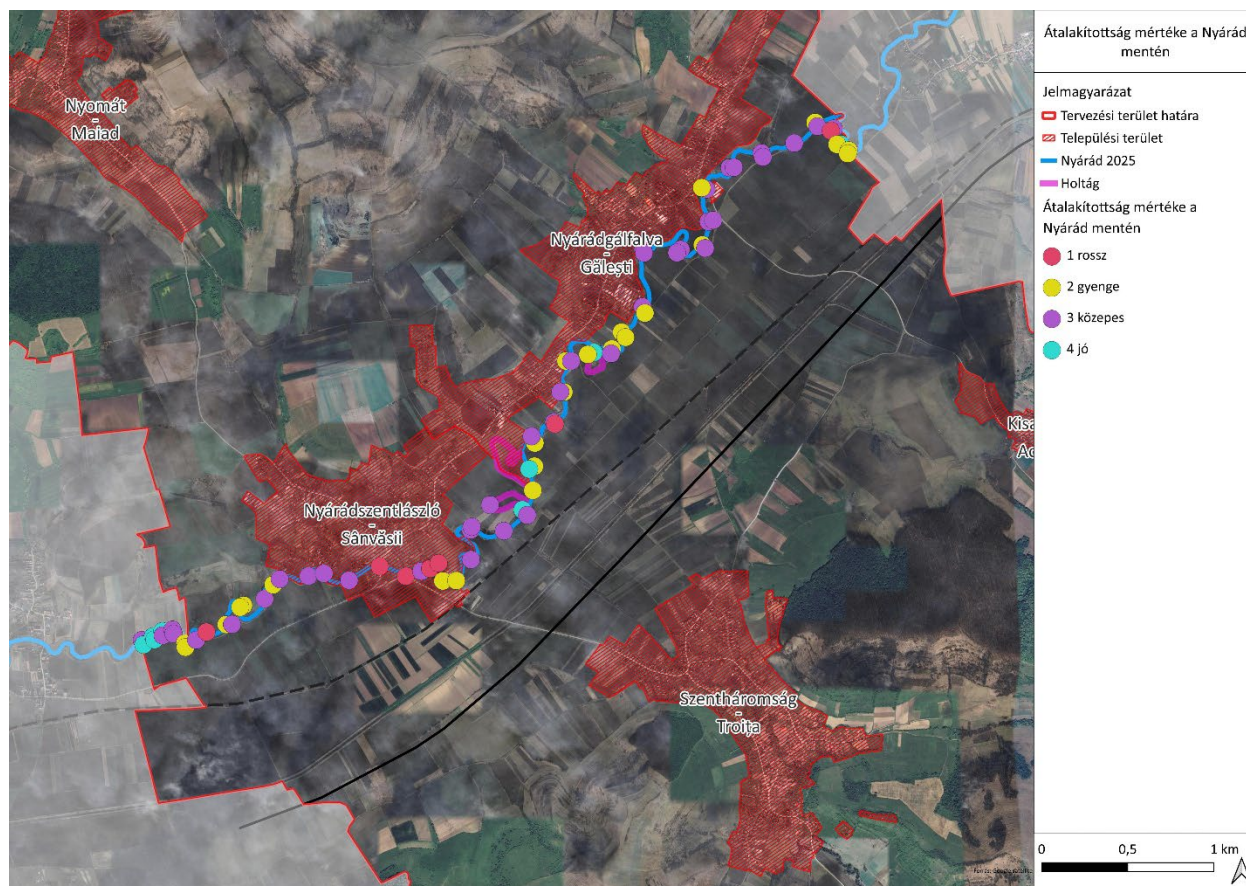 Átalakítottság mértéke a Nyárád
mentén
Jelmagyarázat
Tervezési terület határa
Települési terület
Nyárád 2025
Holtág
Átalakítottság mértéke a
Nyárád mentén
1 rossz
2 gyenge
3 közepes
4 jó
Nyomát
-
Maiad
Nyárádgálfalva
-
Gălești
Nyárádszentlászló
-
Sânvăsii
Szentháromság
-
Troița
0 0,5 1 km